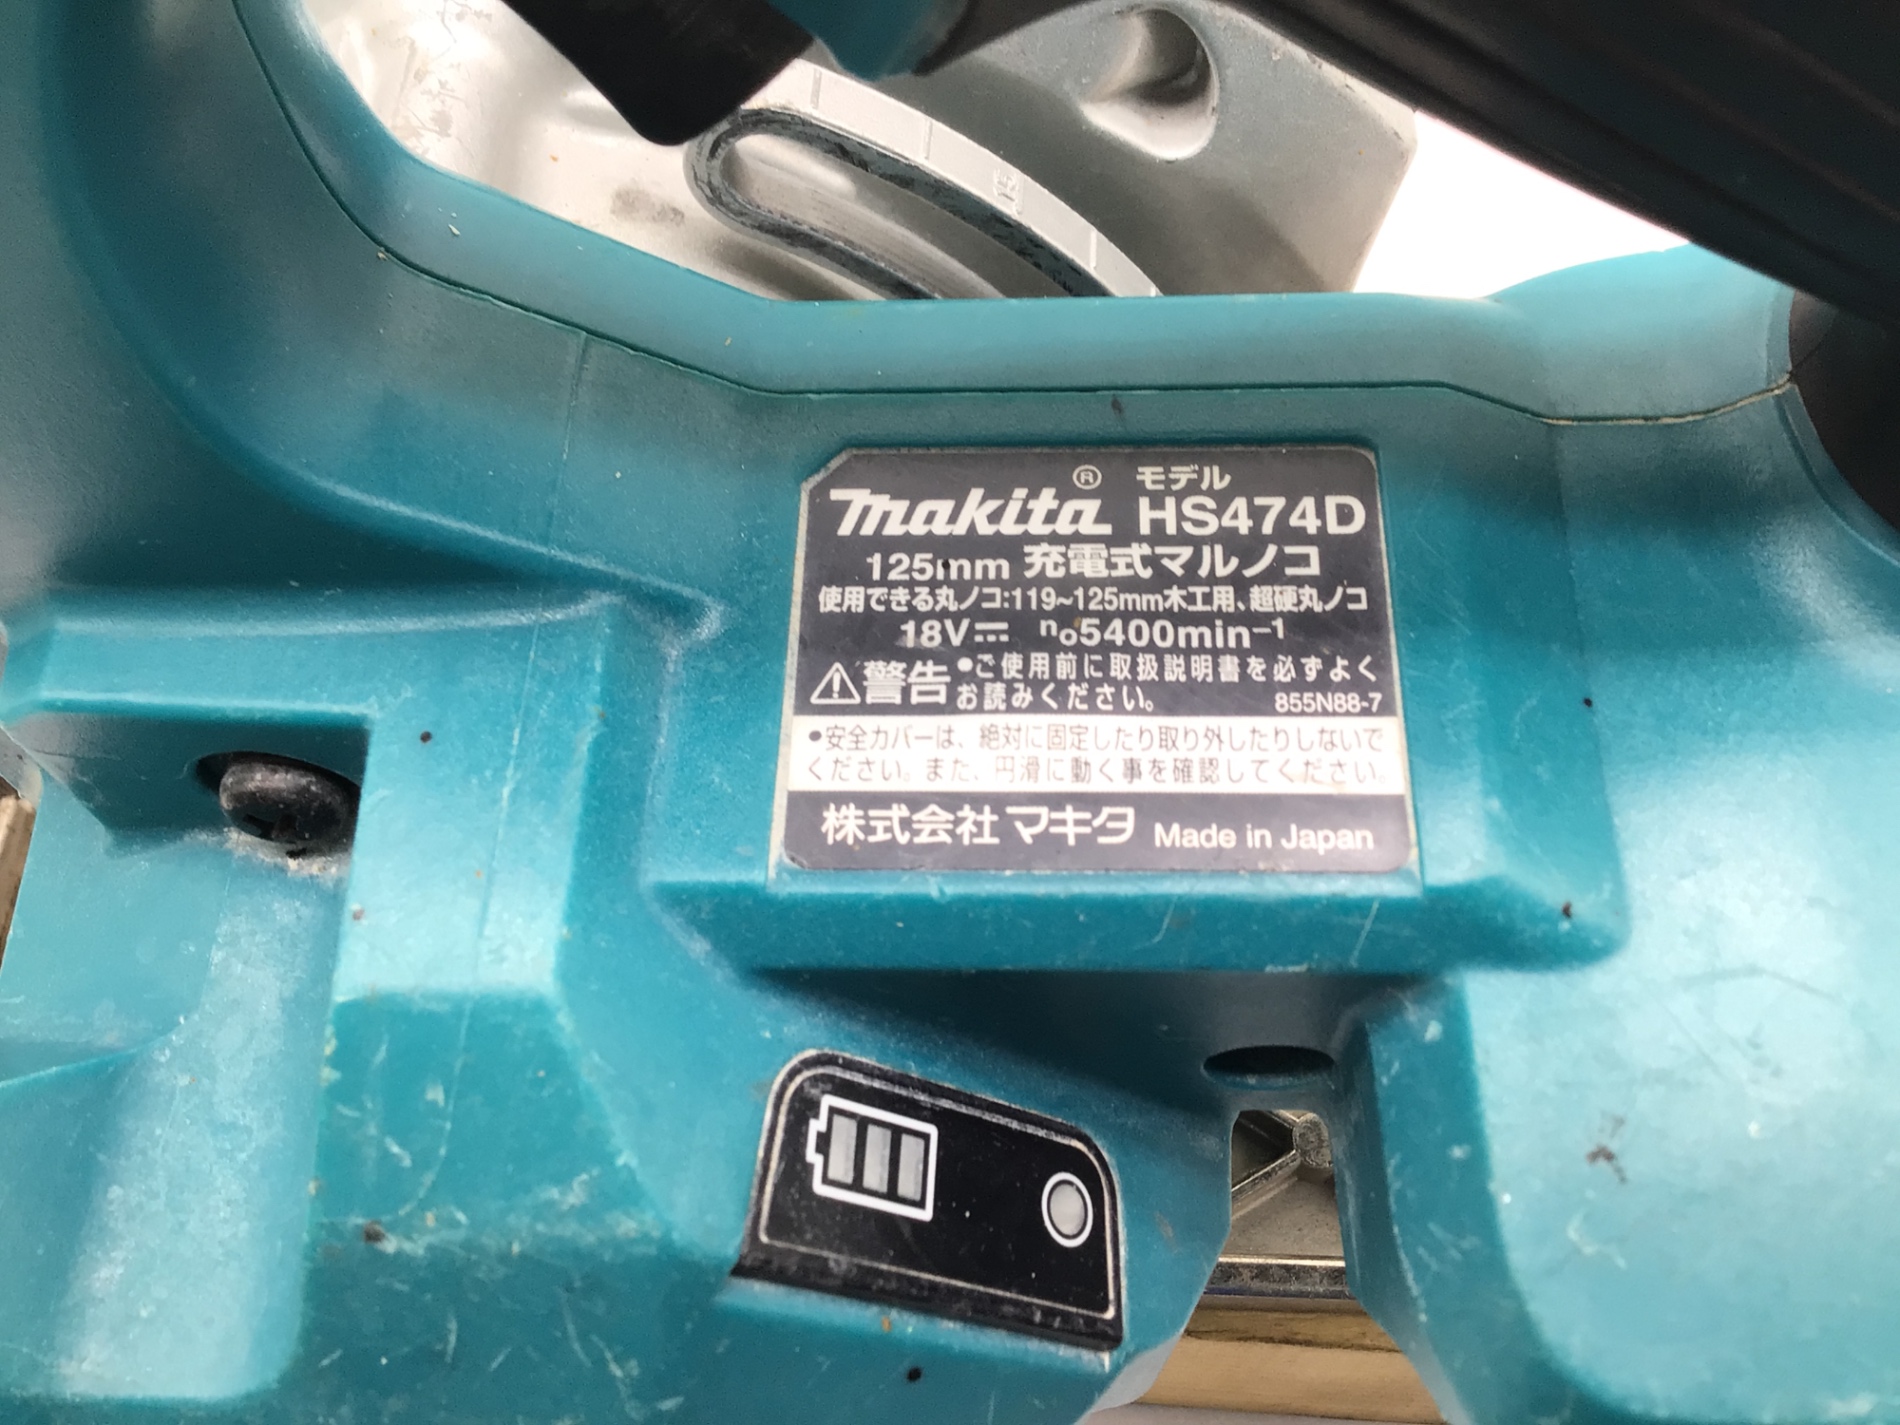 makita® モデル HS474D
125mm 充電式マルノコ
使用できる丸ノコ:119~125mm木工用、超硬丸ノコ
18V⎓ no5400min−1
⚠警告 •ご使用前に取扱説明書を必ずよく
お読みください。 855N88-7
•安全カバーは、絶対に固定したり取り外したりしないで
ください。また、円滑に動く事を確認してください。
株式会社マキタ Made in Japan